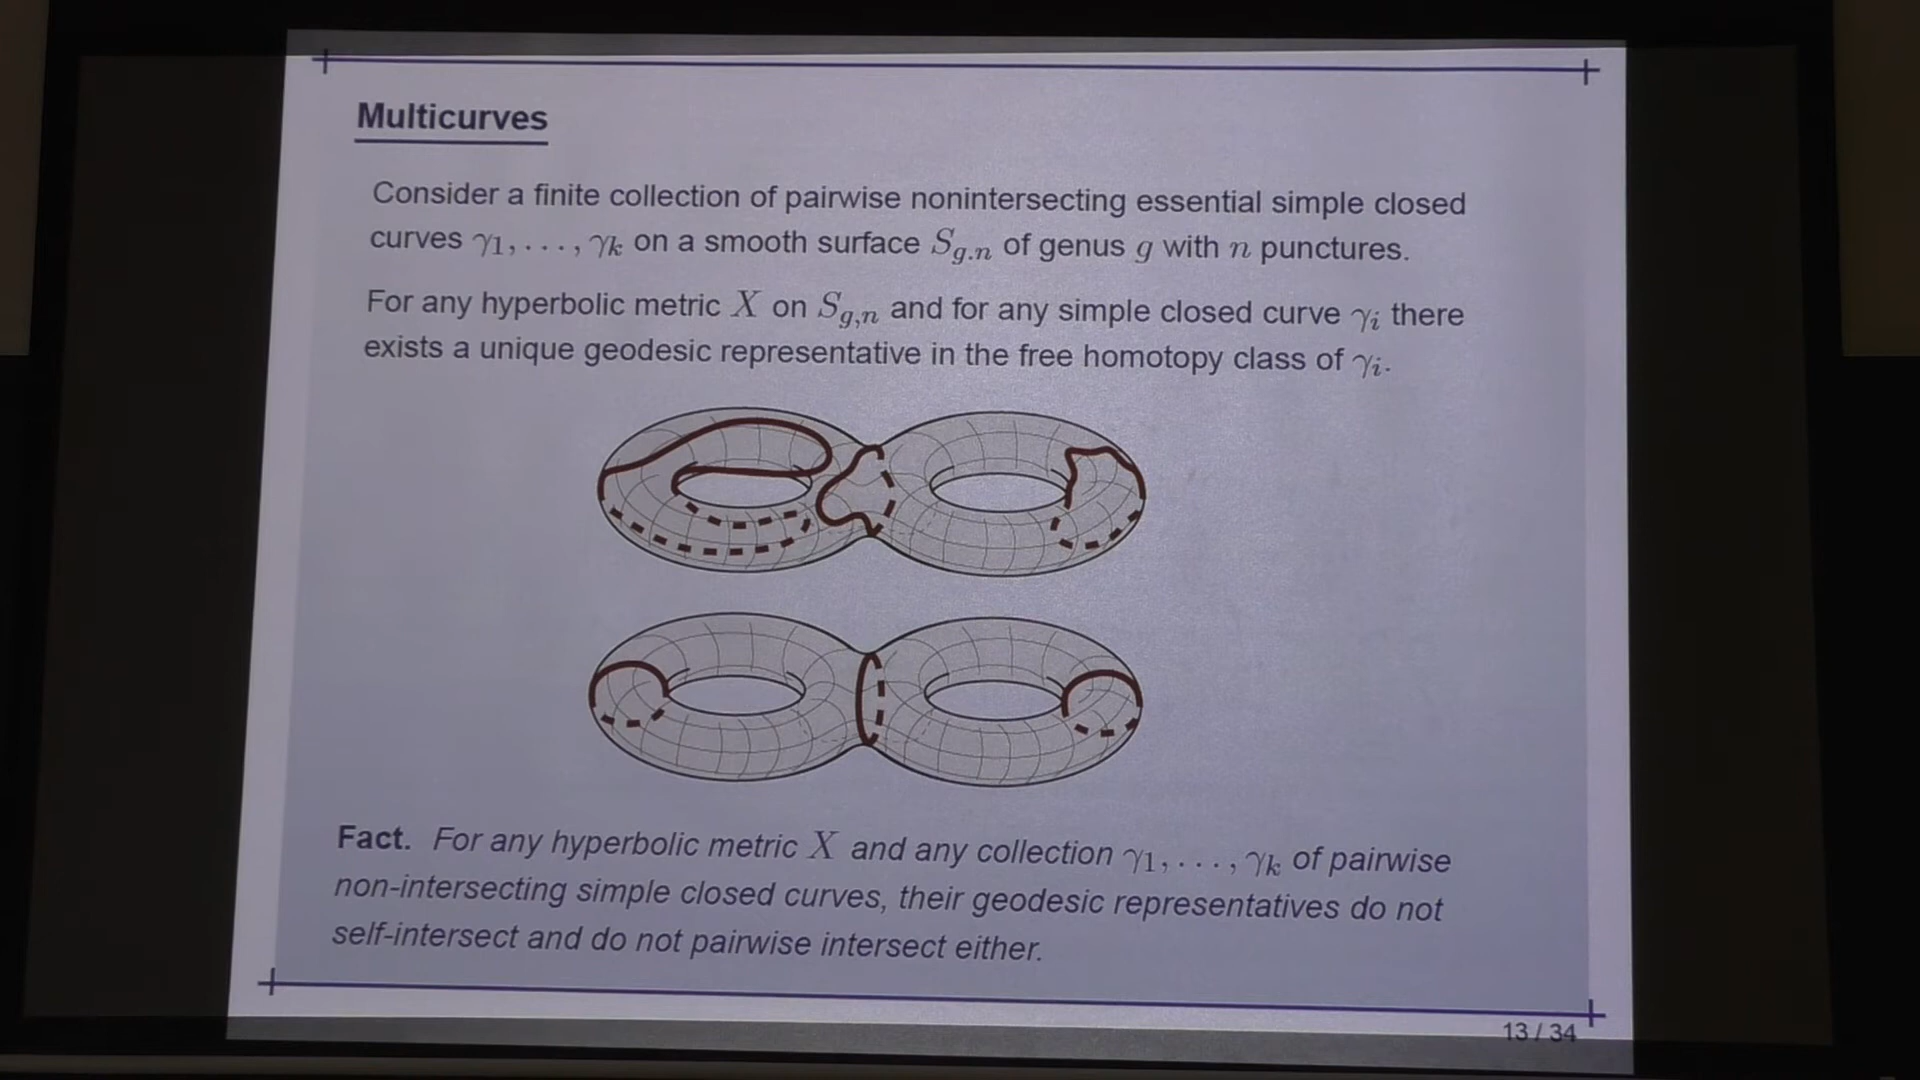 Multicurves
Consider a finite collection of pairwise nonintersecting essential simple closed
curves γ₁, . . . , γₖ on a smooth surface S_{g.n} of genus g with n punctures.
For any hyperbolic metric X on S_{g,n} and for any simple closed curve γᵢ there
exists a unique geodesic representative in the free homotopy class of γᵢ.
Fact. For any hyperbolic metric X and any collection γ₁, . . . , γₖ of pairwise
non-intersecting simple closed curves, their geodesic representatives do not
self-intersect and do not pairwise intersect either.
13 / 34